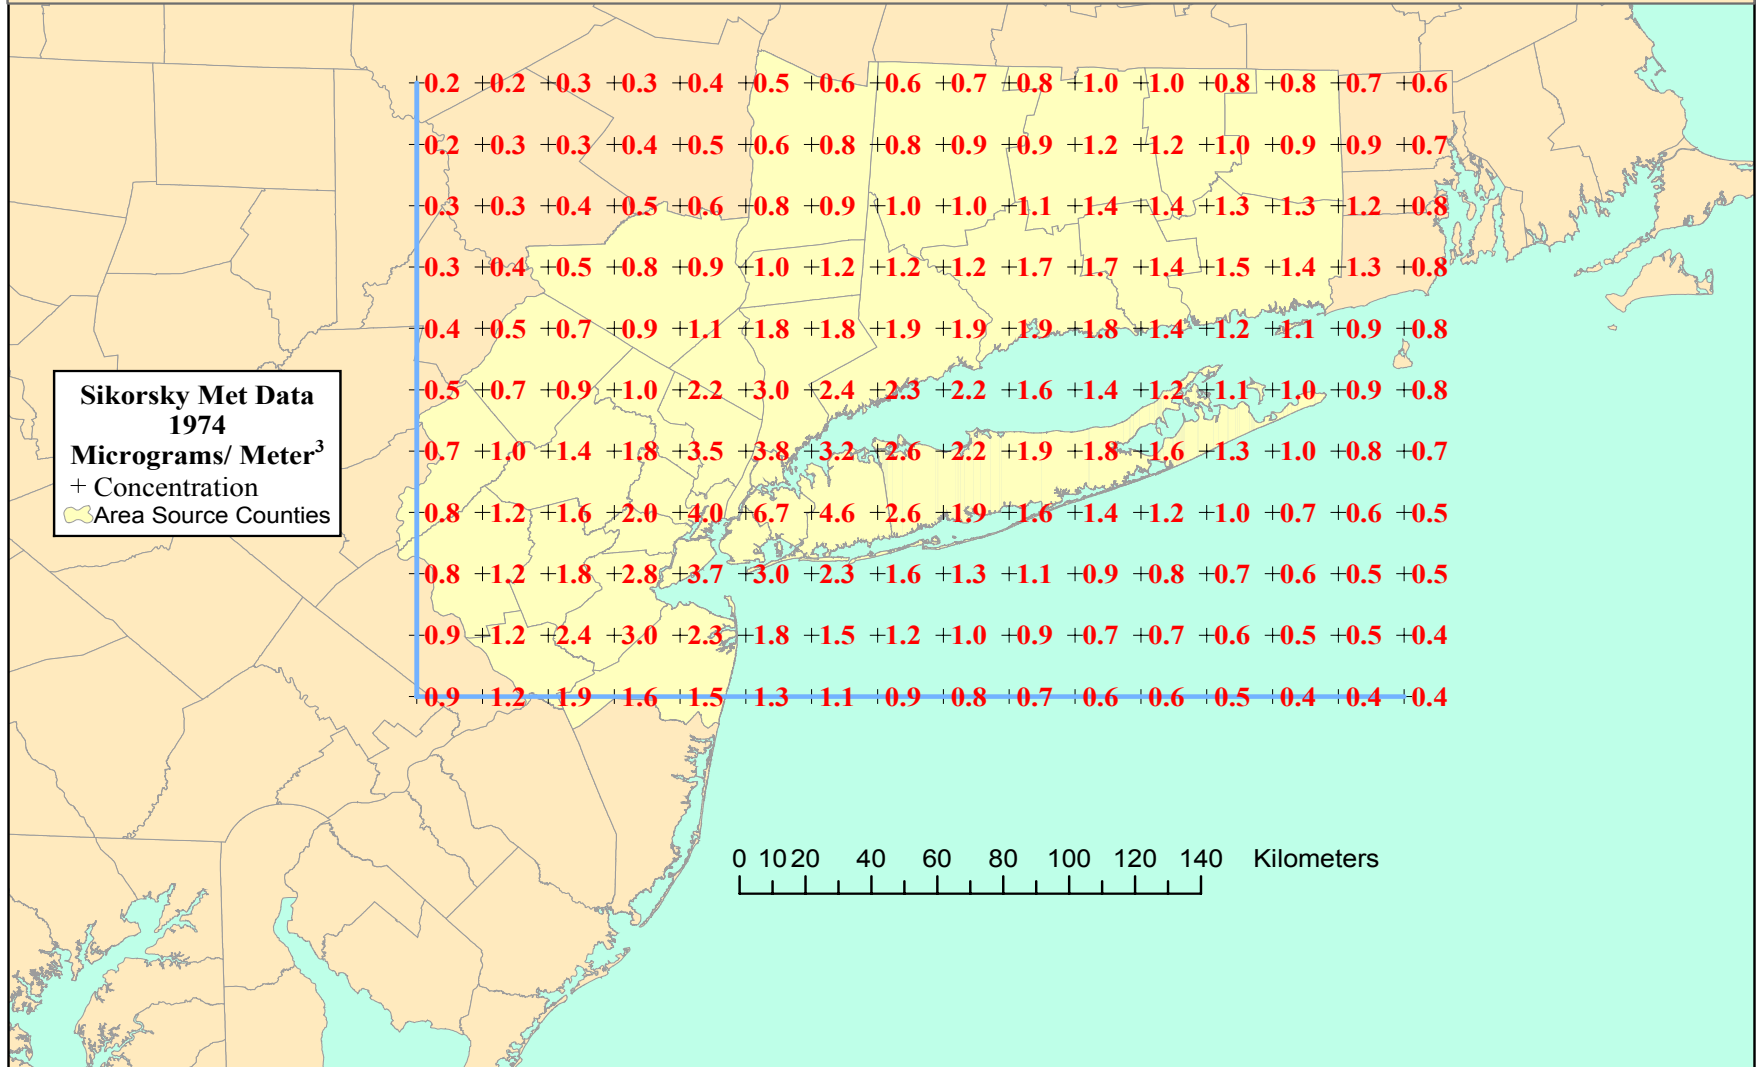 0.2 +0.2 +0.3 +0.3 +0.4 +0.5 +0.6 +0.6 +0.7 +0.8 +1.0 +1.0 +0.8 +0.8 +0.7 +0.6
0.2 +0.3 +0.3 +0.4 +0.5 +0.6 +0.8 +0.8 +0.9 +0.9 +1.2 +1.2 +1.0 +0.9 +0.9 +0.7
0.3 +0.3 +0.4 +0.5 +0.6 +0.8 +0.9 +1.0 +1.0 +1.1 +1.4 +1.4 +1.3 +1.3 +1.2 +0.8
0.3 +0.4 +0.5 +0.8 +0.9 +1.0 +1.2 +1.2 +1.2 +1.7 +1.7 +1.4 +1.5 +1.4 +1.3 +0.8
0.4 +0.5 +0.7 +0.9 +1.1 +1.8 +1.8 +1.9 +1.9 +1.9 +1.8 +1.4 +1.2 +1.1 +0.9 +0.8
0.5 +0.7 +0.9 +1.0 +2.2 +3.0 +2.4 +2.3 +2.2 +1.6 +1.4 +1.2 +1.1 +1.0 +0.9 +0.8
0.7 +1.0 +1.4 +1.8 +3.5 +3.8 +3.2 +2.6 +2.2 +1.9 +1.8 +1.6 +1.3 +1.0 +0.8 +0.7
0.8 +1.2 +1.6 +2.0 +4.0 +6.7 +4.6 +2.6 +1.9 +1.6 +1.4 +1.2 +1.0 +0.7 +0.6 +0.5
0.8 +1.2 +1.8 +2.8 +3.7 +3.0 +2.3 +1.6 +1.3 +1.1 +0.9 +0.8 +0.7 +0.6 +0.5 +0.5
0.9 +1.2 +2.4 +3.0 +2.3 +1.8 +1.5 +1.2 +1.0 +0.9 +0.7 +0.7 +0.6 +0.5 +0.5 +0.4
0.9 1.2 1.9 1.6 1.5 1.3 1.1 0.9 0.8 0.7 0.6 0.6 0.5 0.4 0.4 0.4
Sikorsky Met Data
1974
Micrograms/ Meter³
+ Concentration
Area Source Counties
0 10 20 40 60 80 100 120 140 Kilometers